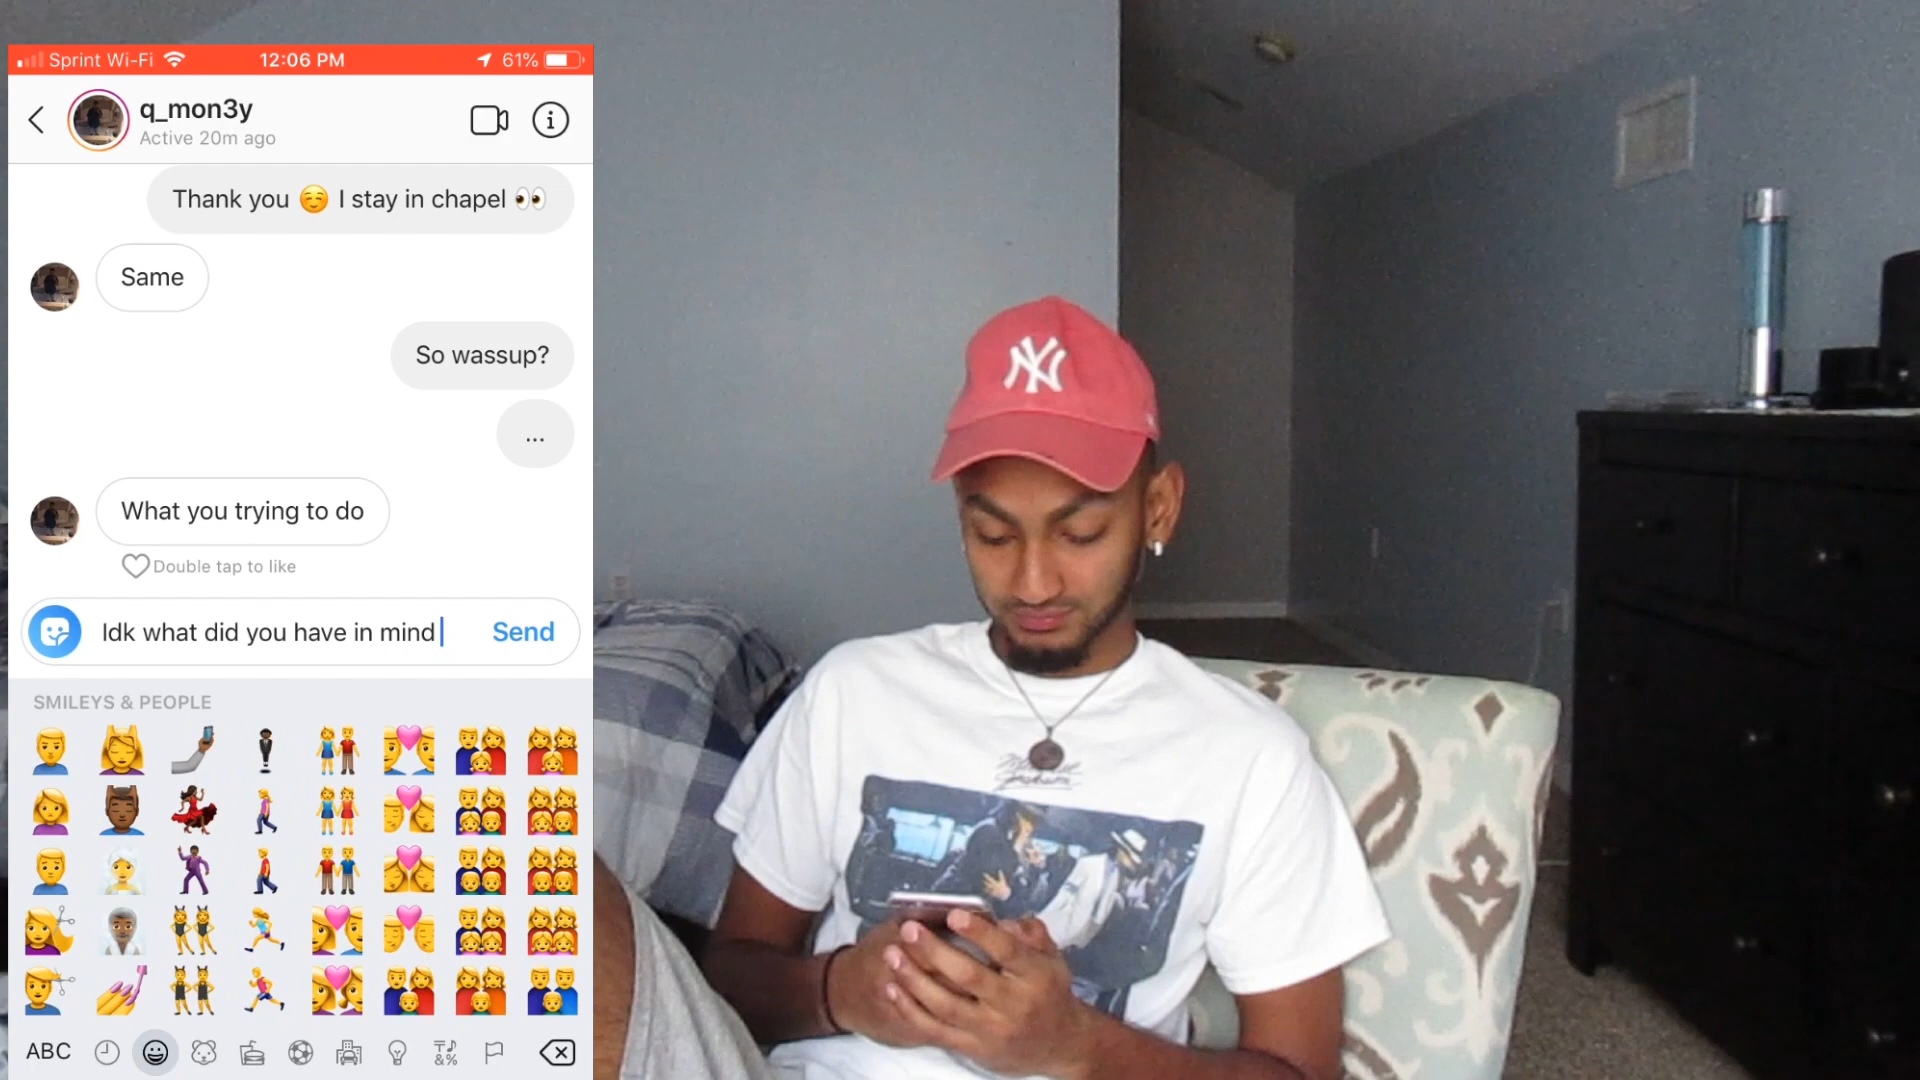 Sprint Wi-Fi 12:06 PM 61%
q_mon3y
Active 20m ago
Thank you ☺️ I stay in chapel 👀
Same
So wassup?
...
What you trying to do
Double tap to like
Idk what did you have in mind Send
SMILEYS & PEOPLE
ABC
NY